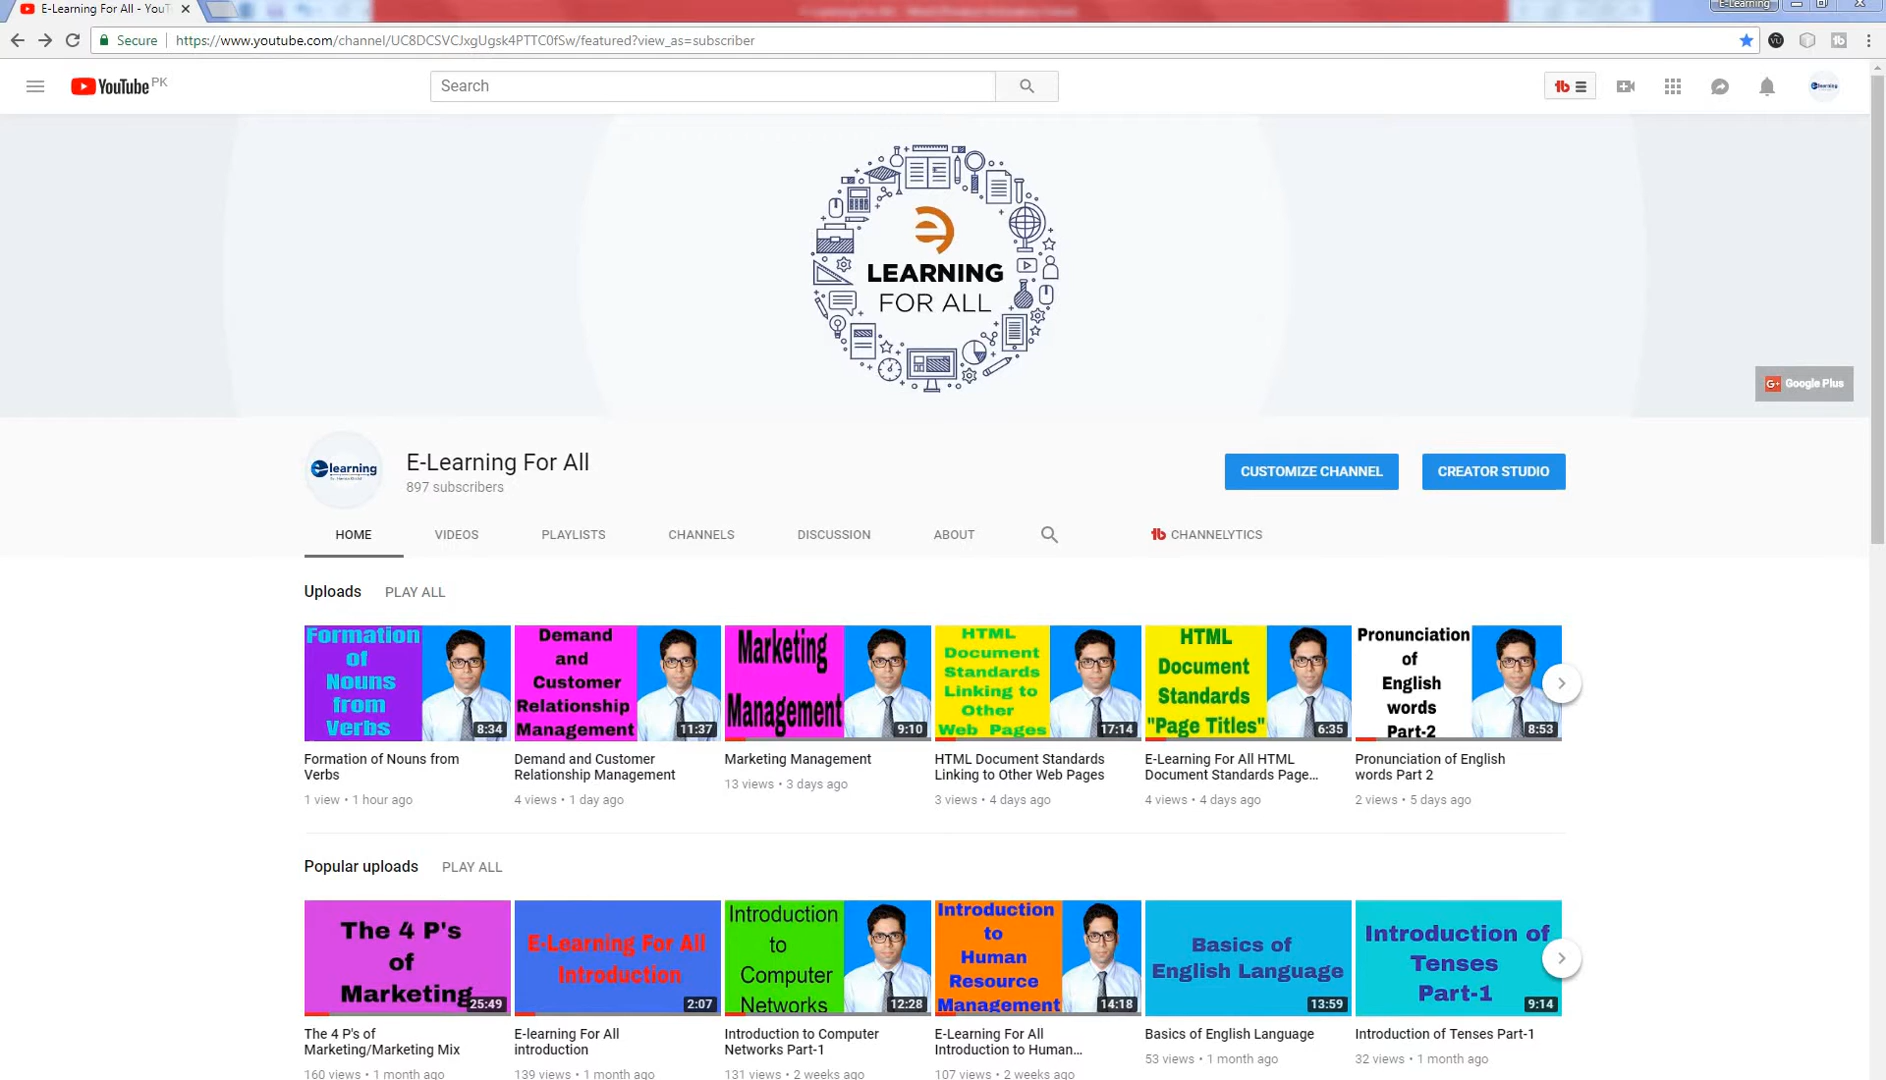 E-Learning For All - YouT
E-Learning
Secure
https://www.youtube.com/channel/UC8DCSVCJxgUgsk4PTTC0fSw/featured?view_as=subscriber
YouTube PK
Search
LEARNING
FOR ALL
G+ Google Plus
e learning
E-Learning For All
897 subscribers
CUSTOMIZE CHANNEL
CREATOR STUDIO
HOME VIDEOS PLAYLISTS CHANNELS DISCUSSION ABOUT CHANNELYTICS
Uploads PLAY ALL
Formation
of
Nouns
from
Verbs
8:34
Demand
and
Customer
Relationship
Management
11:37
Marketing
Management
9:10
HTML
Document
Standards
Linking to
Other
Web Pages
17:14
HTML
Document
Standards
"Page Titles"
6:35
Pronunciation
of
English
words
Part-2
8:53
Formation of Nouns from
Verbs
1 view • 1 hour ago
Demand and Customer
Relationship Management
4 views • 1 day ago
Marketing Management
13 views • 3 days ago
HTML Document Standards
Linking to Other Web Pages
3 views • 4 days ago
E-Learning For All HTML
Document Standards Page...
4 views • 4 days ago
Pronunciation of English
words Part 2
2 views • 5 days ago
Popular uploads PLAY ALL
The 4 P's
of
Marketing
25:49
E-Learning For All
Introduction
2:07
Introduction
to
Computer
Networks
12:28
Introduction
to
Human
Resource
Management
14:18
Basics of
English Language
13:59
Introduction of
Tenses
Part-1
9:14
The 4 P's of
Marketing/Marketing Mix
160 views • 1 month ago
E-learning For All
introduction
139 views • 1 month ago
Introduction to Computer
Networks Part-1
131 views • 2 weeks ago
E-Learning For All
Introduction to Human...
107 views • 2 weeks ago
Basics of English Language
53 views • 1 month ago
Introduction of Tenses Part-1
32 views • 1 month ago